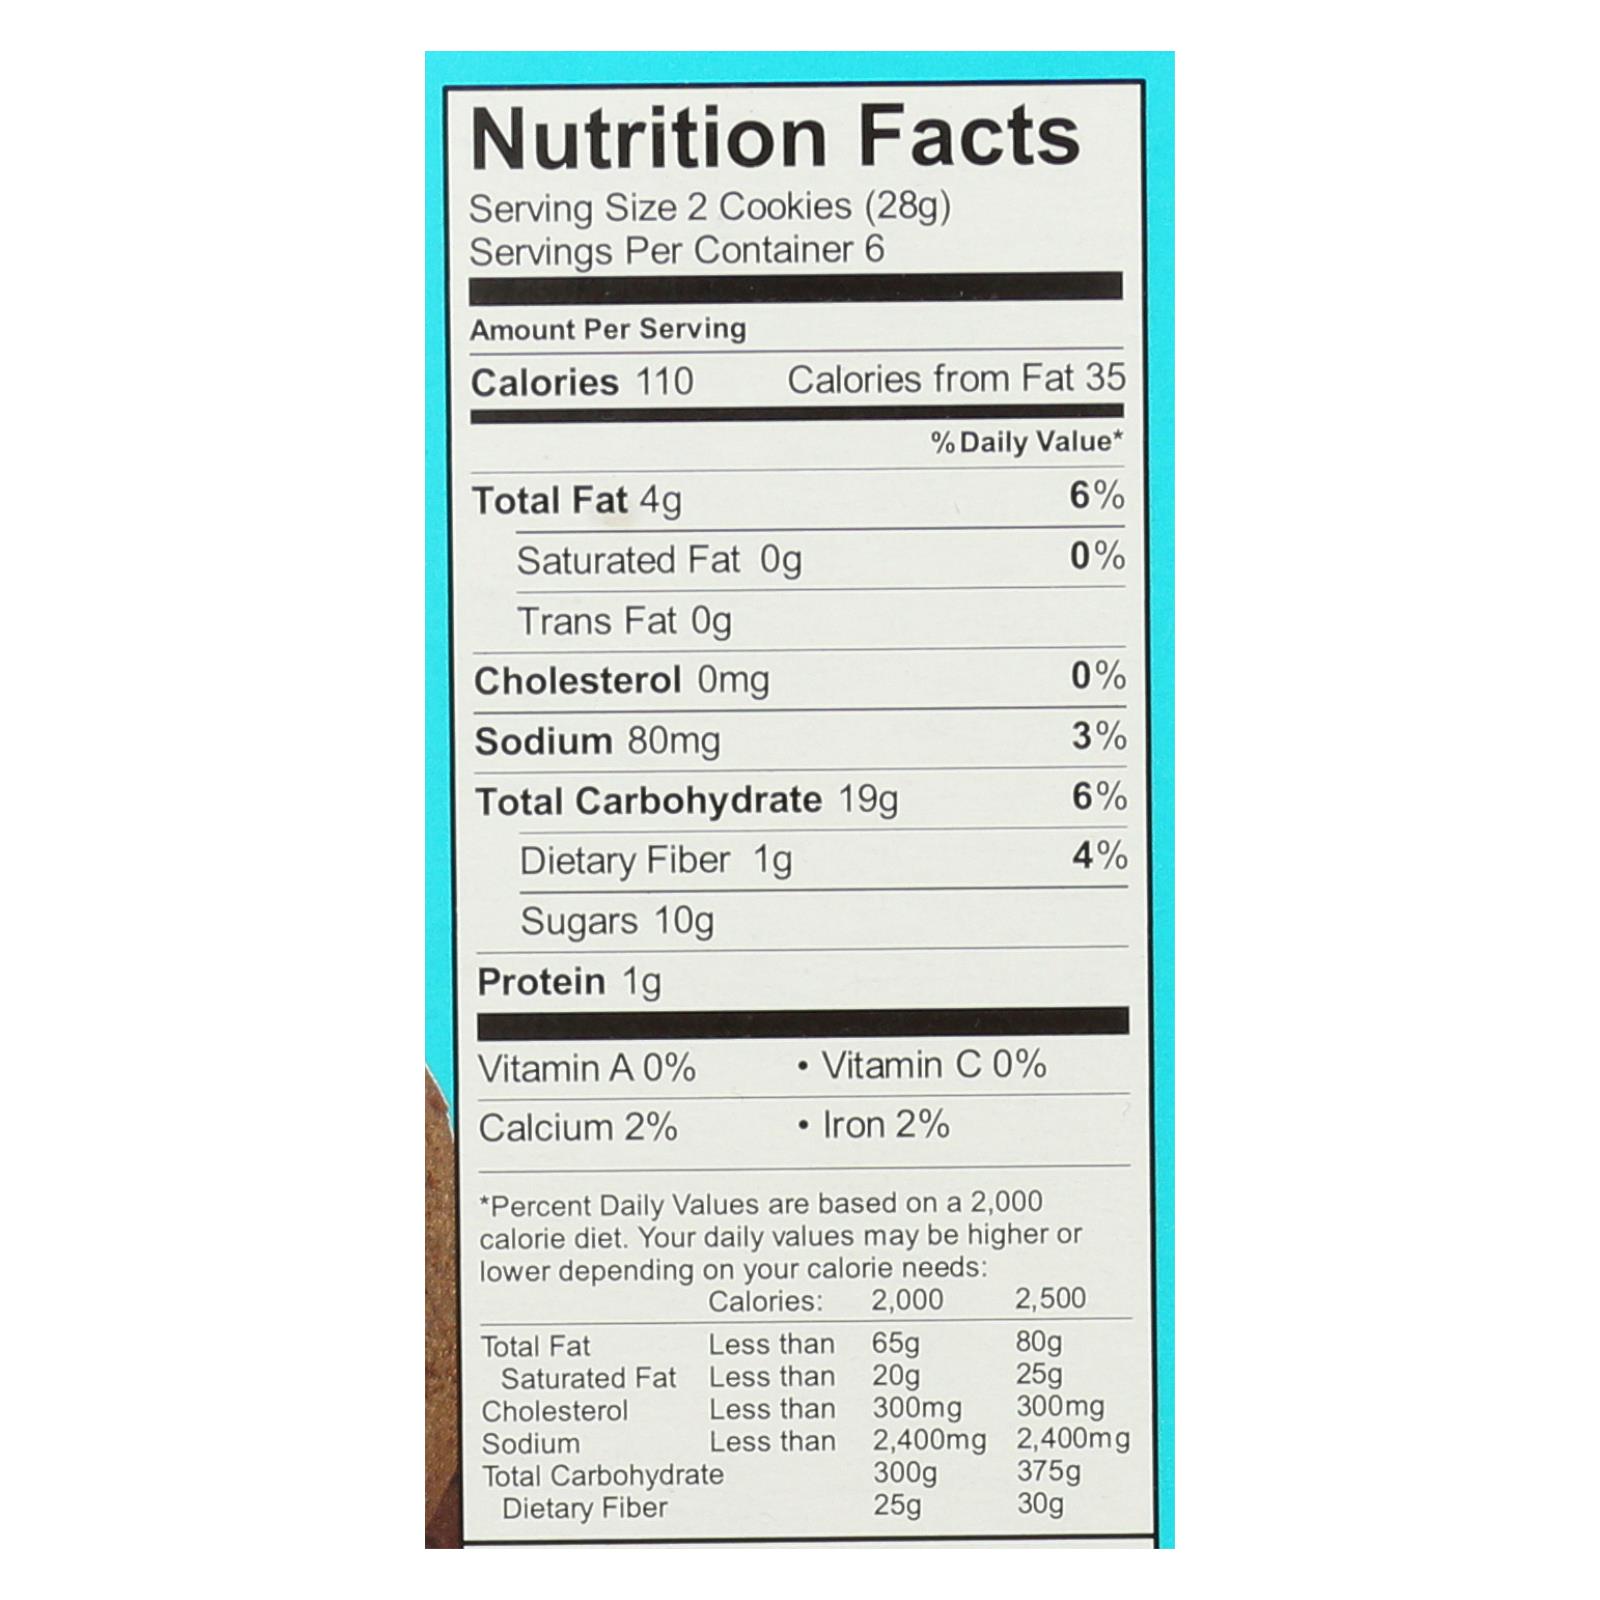 Nutrition Facts
Serving Size 2 Cookies (28g)
Servings Per Container 6
Amount Per Serving
Calories 110 Calories from Fat 35
% Daily Value*
Total Fat 4g 6%
Saturated Fat 0g 0%
Trans Fat 0g
Cholesterol 0mg 0%
Sodium 80mg 3%
Total Carbohydrate 19g 6%
Dietary Fiber 1g 4%
Sugars 10g
Protein 1g
Vitamin A 0% • Vitamin C 0%
Calcium 2% • Iron 2%
*Percent Daily Values are based on a 2,000
calorie diet. Your daily values may be higher or
lower depending on your calorie needs:
Calories: 2,000 2,500
Total Fat Less than 65g 80g
Saturated Fat Less than 20g 25g
Cholesterol Less than 300mg 300mg
Sodium Less than 2,400mg 2,400mg
Total Carbohydrate 300g 375g
Dietary Fiber 25g 30g